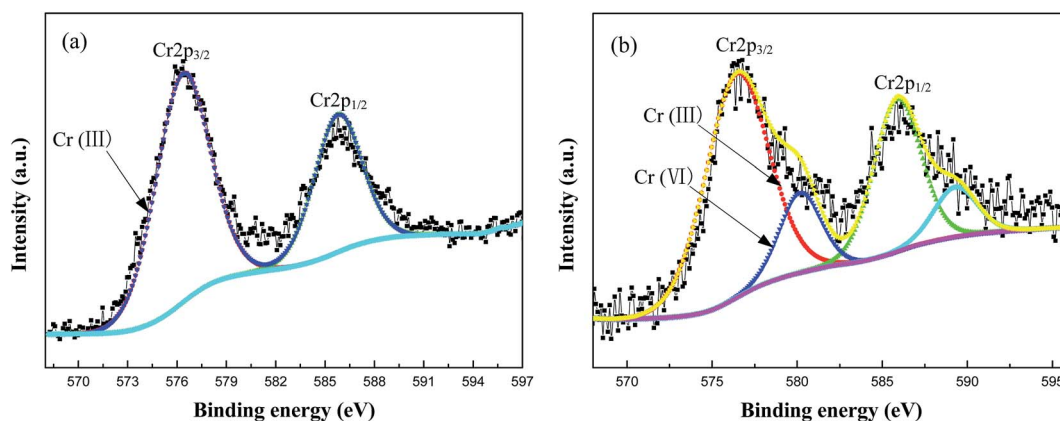 (a)
Cr2p3/2
Cr2p1/2
Cr (III)
Intensity (a.u.)
570 573 576 579 582 585 588 591 594 597
Binding energy (eV)
(b)
Cr2p3/2
Cr2p1/2
Cr (III)
Cr (VI)
Intensity (a.u.)
570 575 580 585 590 595
Binding energy (eV)